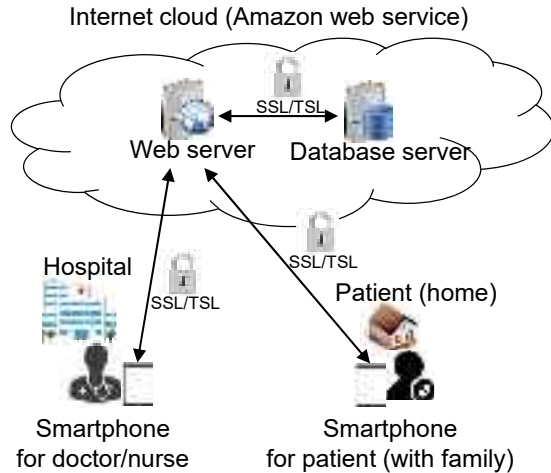 Internet cloud (Amazon web service)
SSL/TSL
Web server
Database server
SSL/TSL
Hospital
SSL/TSL
Patient (home)
Smartphone
for doctor/nurse
Smartphone
for patient (with family)